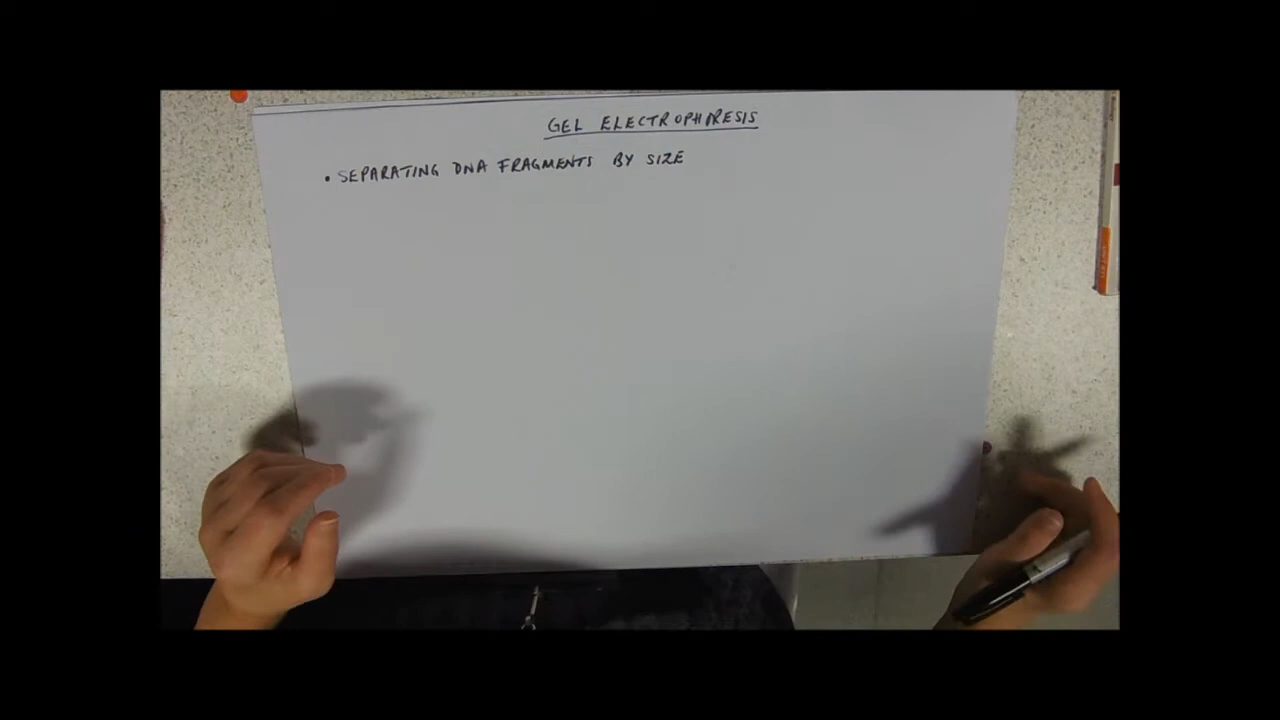 GEL ELECTROPHORESIS
• SEPARATING DNA FRAGMENTS BY SIZE